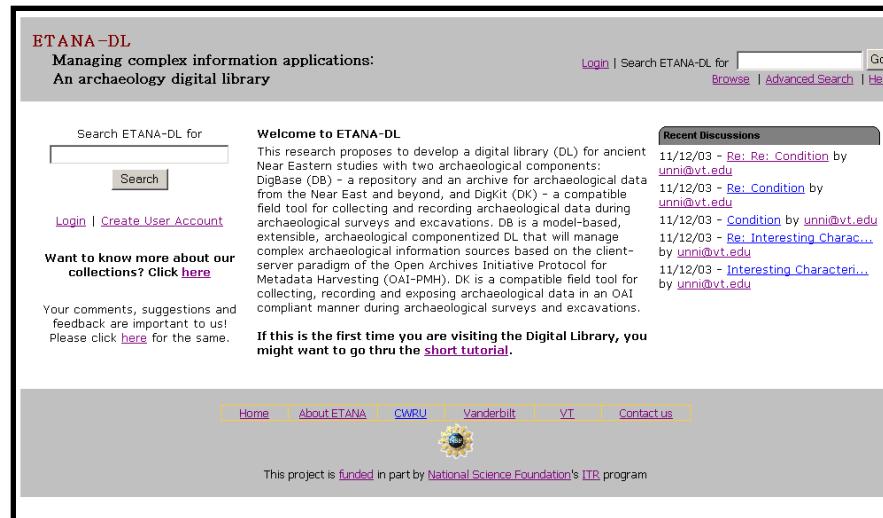 ETANA-DL
Managing complex information applications:
An archaeology digital library
Login | Search ETANA-DL for
Go
Browse | Advanced Search | He
Search ETANA-DL for
Search
Login | Create User Account
Want to know more about our
collections? Click here
Your comments, suggestions and
feedback are important to us!
Please click here for the same.
Welcome to ETANA-DL
This research proposes to develop a digital library (DL) for ancient
Near Eastern studies with two archaeological components:
DigBase (DB) - a repository and an archive for archaeological data
from the Near East and beyond, and DigKit (DK) - a compatible
field tool for collecting and recording archaeological data during
archaeological surveys and excavations. DB is a model-based,
extensible, archaeological componentized DL that will manage
complex archaeological information sources based on the client-
server paradigm of the Open Archives Initiative Protocol for
Metadata Harvesting (OAI-PMH). DK is a compatible field tool for
collecting, recording and exposing archaeological data in an OAI
compliant manner during archaeological surveys and excavations.
If this is the first time you are visiting the Digital Library, you
might want to go thru the short tutorial.
Recent Discussions
11/12/03 - Re: Re: Condition by
unni@vt.edu
11/12/03 - Re: Condition by
unni@vt.edu
11/12/03 - Condition by unni@vt.edu
11/12/03 - Re: Interesting Charac...
by unni@vt.edu
11/12/03 - Interesting Characteri...
by unni@vt.edu
Home About ETANA CWRU Vanderbilt VT Contact us
NSF
This project is funded in part by National Science Foundation's ITR program